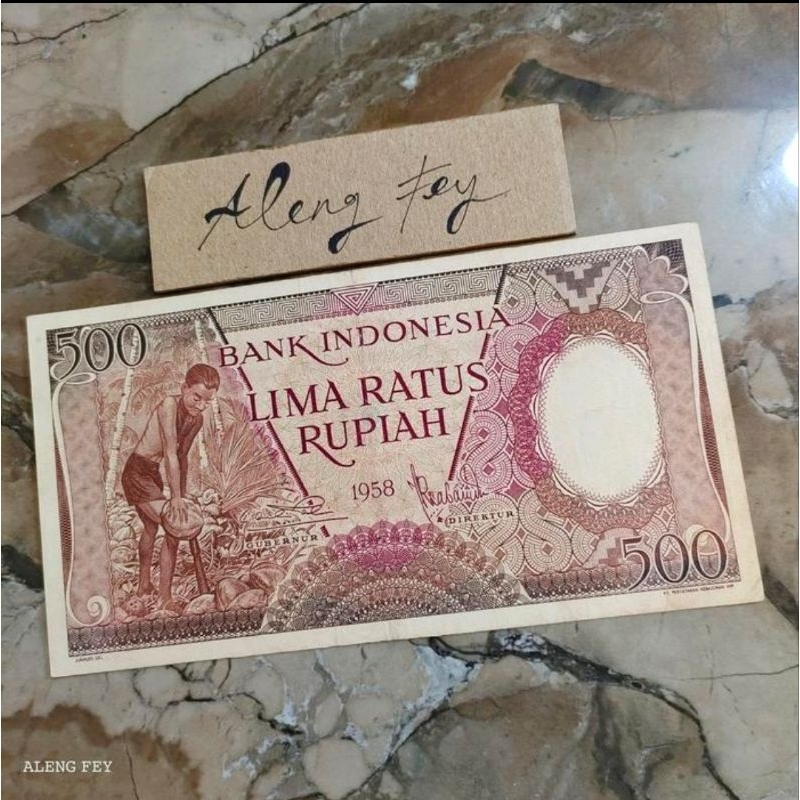 Aleng Fey
500
BANK INDONESIA
LIMA RATUS
RUPIAH
1958
GUBERNUR
DIREKTUR
500
ALENG FEY